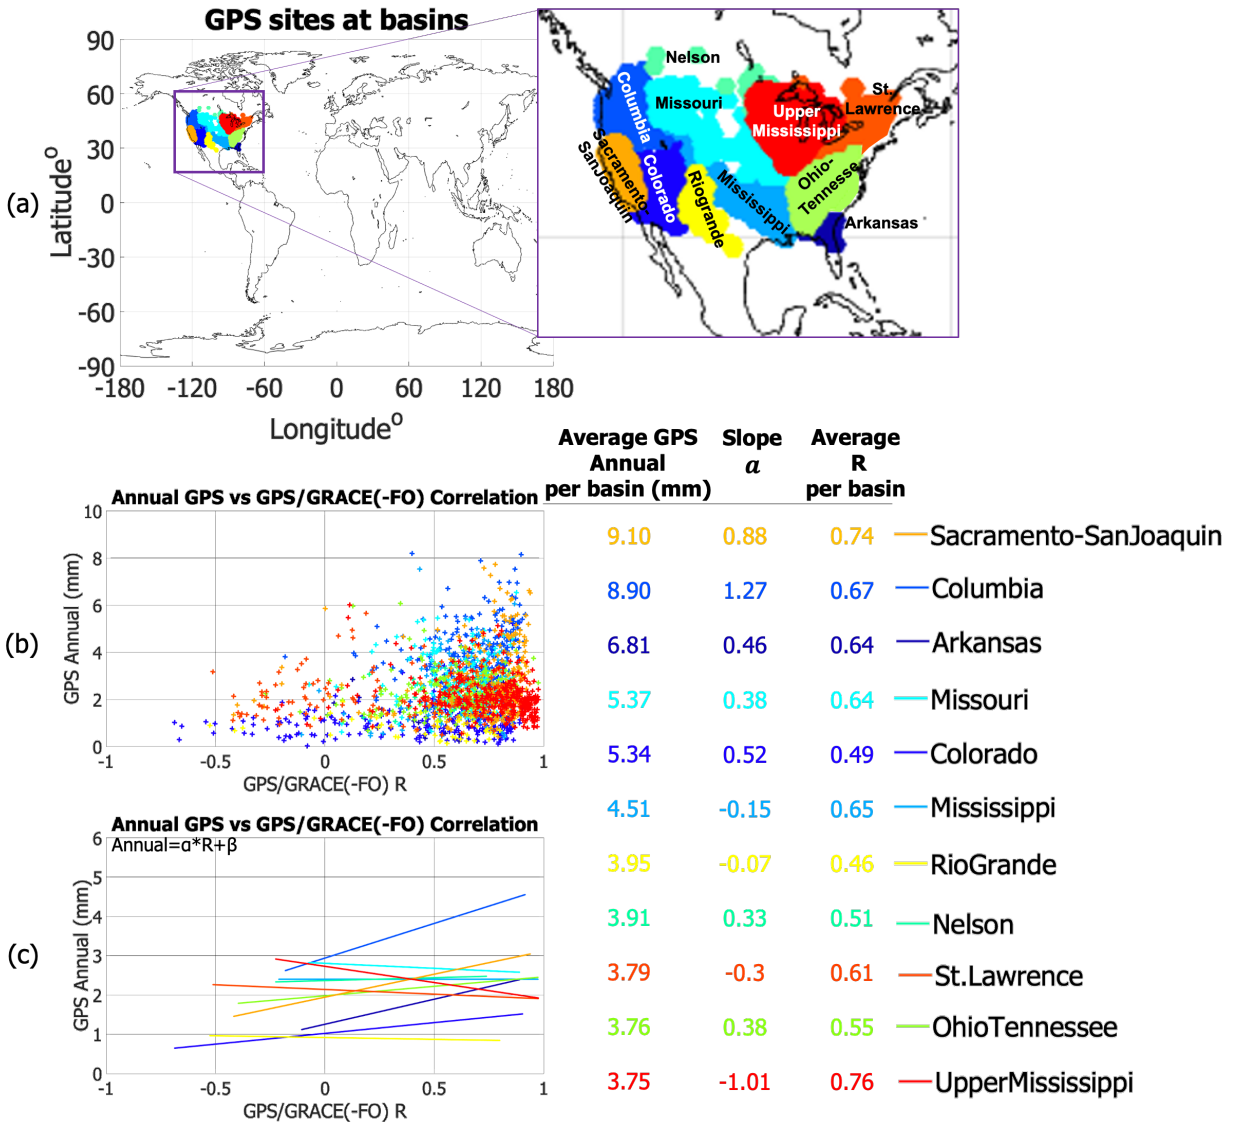 GPS sites at basins
(a)
Latitude°
90
60
30
0
-30
-60
-90
-180 -120 -60 0 60 120 180
Longitude°
Nelson
Columbia
Missouri
St.
Lawrence
Upper
Mississippi
Sacramento-
SanJoaquin
Colorado
Riogrande
Mississippi
Ohio-
Tennesse
Arkansas
Average GPS
Annual
per basin (mm)
Slope
a
Average
R
per basin
(b)
Annual GPS vs GPS/GRACE(-FO) Correlation
GPS Annual (mm)
10
8
6
4
2
0
-1 -0.5 0 0.5 1
GPS/GRACE(-FO) R
(c)
Annual GPS vs GPS/GRACE(-FO) Correlation
Annual=α*R+β
GPS Annual (mm)
6
5
4
3
2
1
0
-1 -0.5 0 0.5 1
GPS/GRACE(-FO) R
9.10 0.88 0.74 Sacramento-SanJoaquin
8.90 1.27 0.67 Columbia
6.81 0.46 0.64 Arkansas
5.37 0.38 0.64 Missouri
5.34 0.52 0.49 Colorado
4.51 -0.15 0.65 Mississippi
3.95 -0.07 0.46 RioGrande
3.91 0.33 0.51 Nelson
3.79 -0.3 0.61 St.Lawrence
3.76 0.38 0.55 OhioTennessee
3.75 -1.01 0.76 UpperMississippi